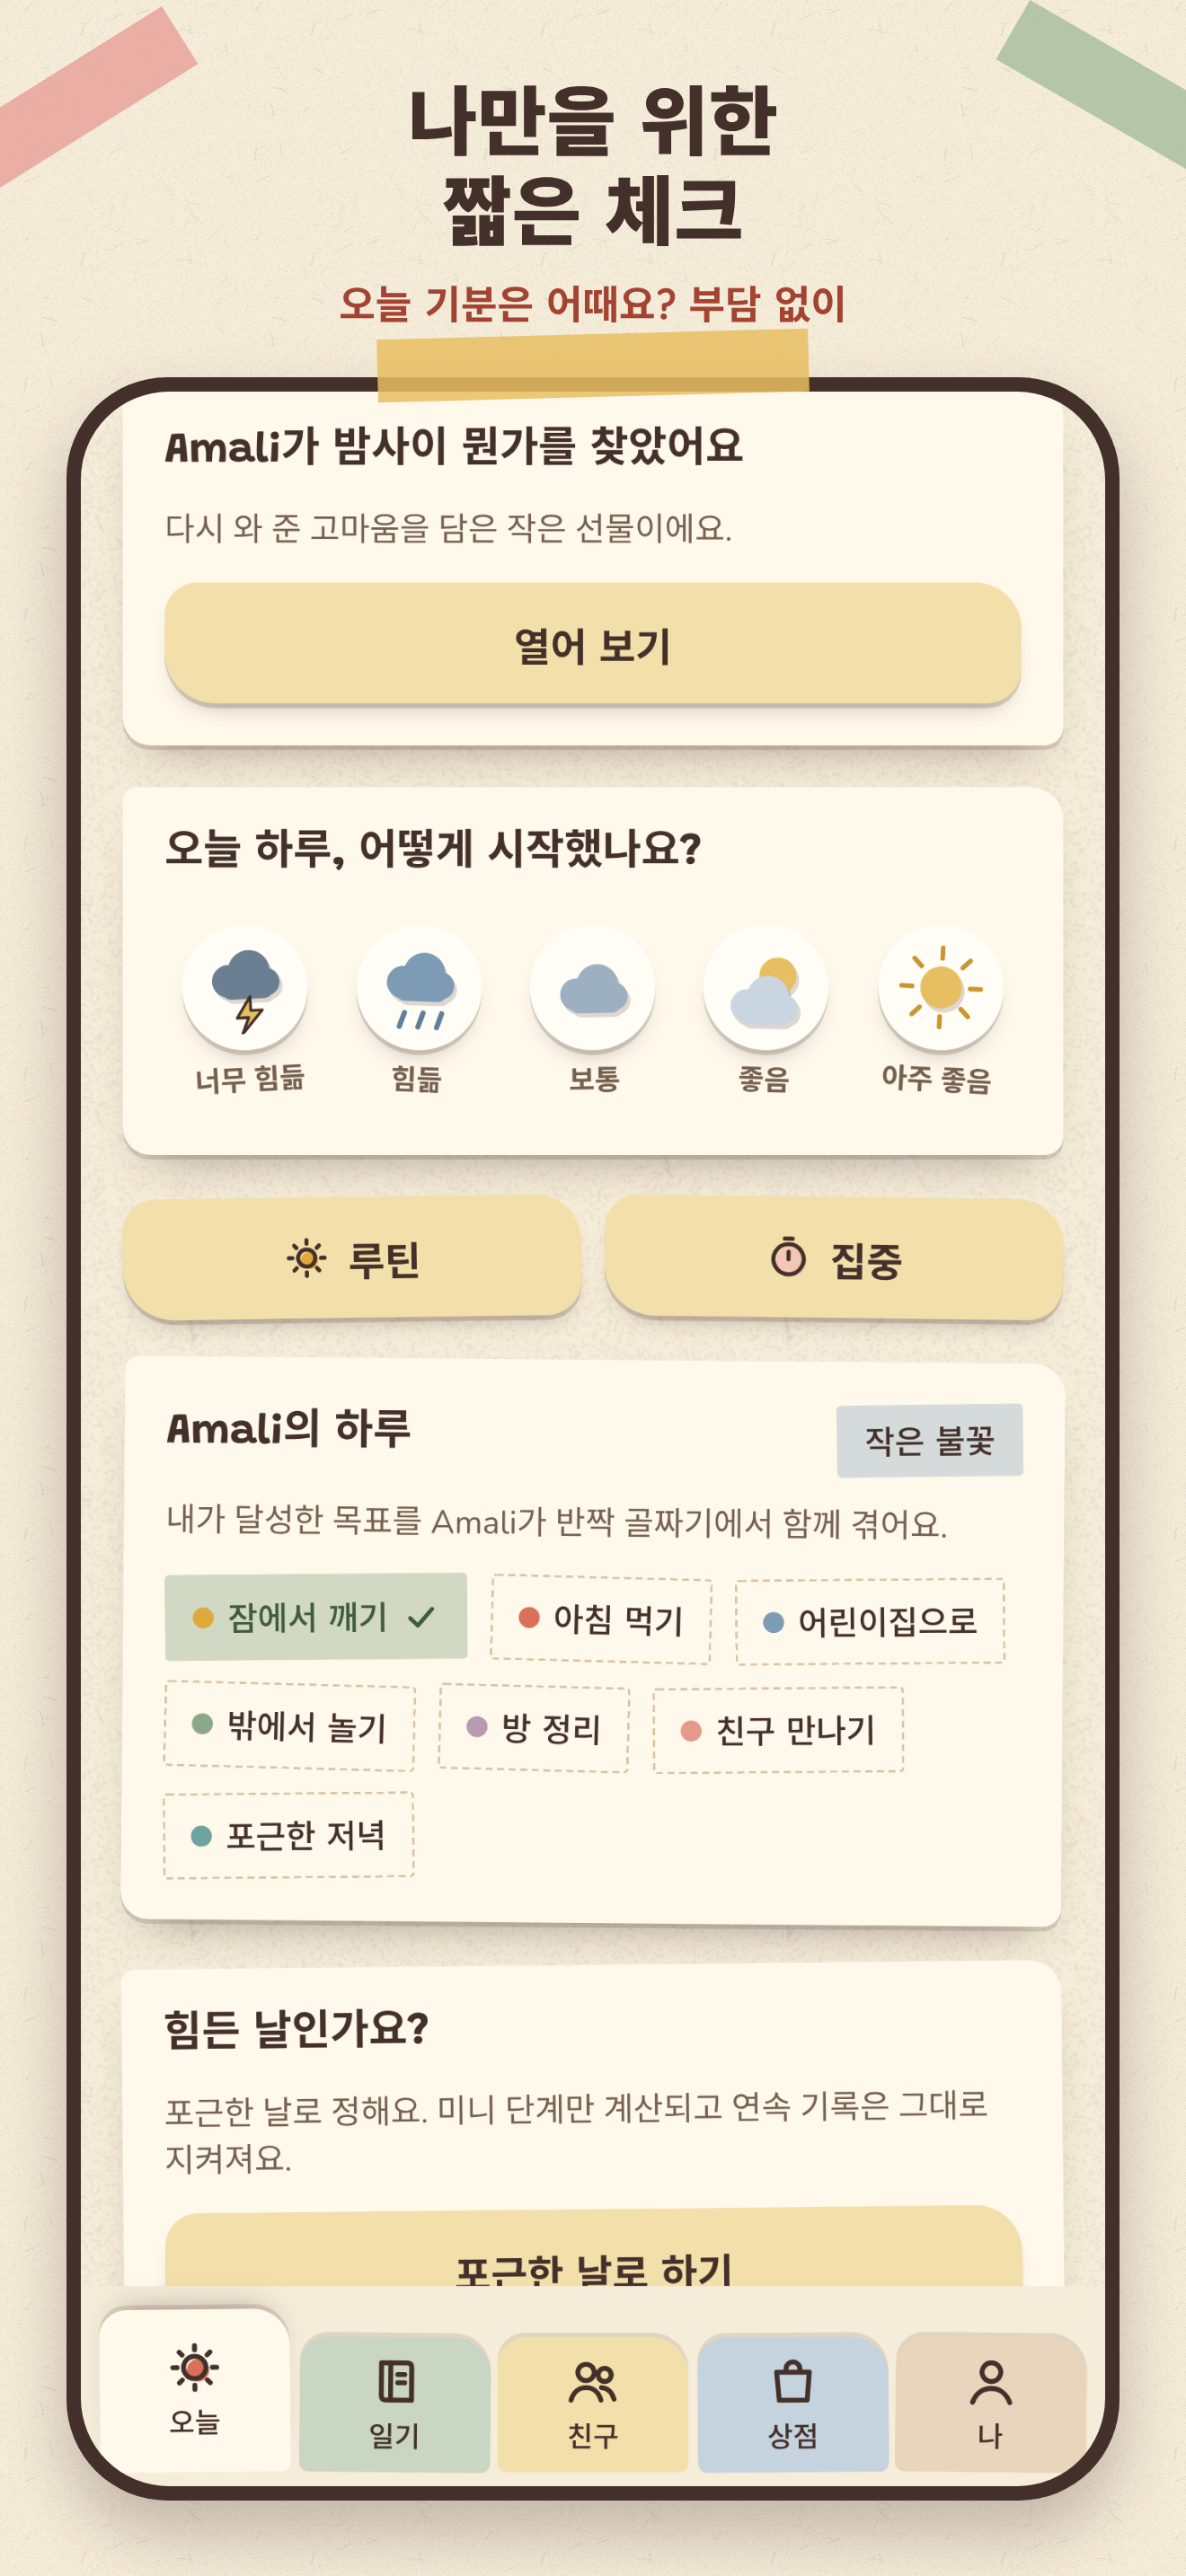 나만을 위한
짧은 체크
오늘 기분은 어때요? 부담 없이
Amali가 밤사이 뭔가를 찾았어요
다시 와 준 고마움을 담은 작은 선물이에요.
열어 보기
오늘 하루, 어떻게 시작했나요?
너무 힘듦 힘듦 보통 좋음 아주 좋음
루틴 집중
Amali의 하루 작은 불꽃
내가 달성한 목표를 Amali가 반짝 골짜기에서 함께 겪어요.
잠에서 깨기 아침 먹기 어린이집으로
밖에서 놀기 방 정리 친구 만나기
포근한 저녁
힘든 날인가요?
포근한 날로 정해요. 미니 단계만 계산되고 연속 기록은 그대로
지켜져요.
포근한 날로 하기
오늘 일기 친구 상점 나